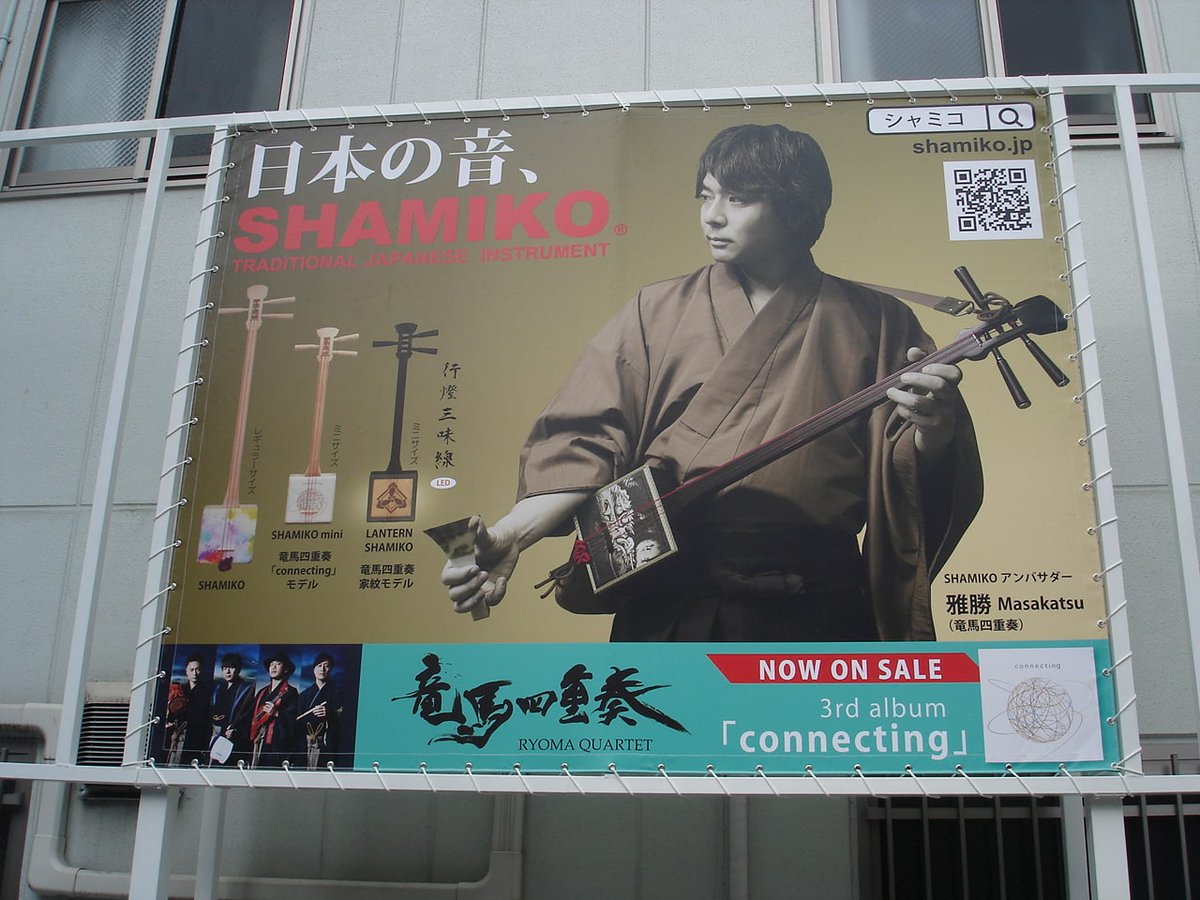 日本の音、
SHAMIKO®
TRADITIONAL JAPANESE INSTRUMENT
シャミコ
shamiko.jp
レギュラーサイズ
SHAMIKO
ミニサイズ
SHAMIKO mini
竜馬四重奏
「connecting」
モデル
ミニサイズ
行燈三味線
LED
LANTERN
SHAMIKO
竜馬四重奏
家紋モデル
SHAMIKO アンバサダー
雅勝 Masakatsu
（竜馬四重奏）
竜馬四重奏
RYOMA QUARTET
NOW ON SALE
3rd album
「connecting」
connecting